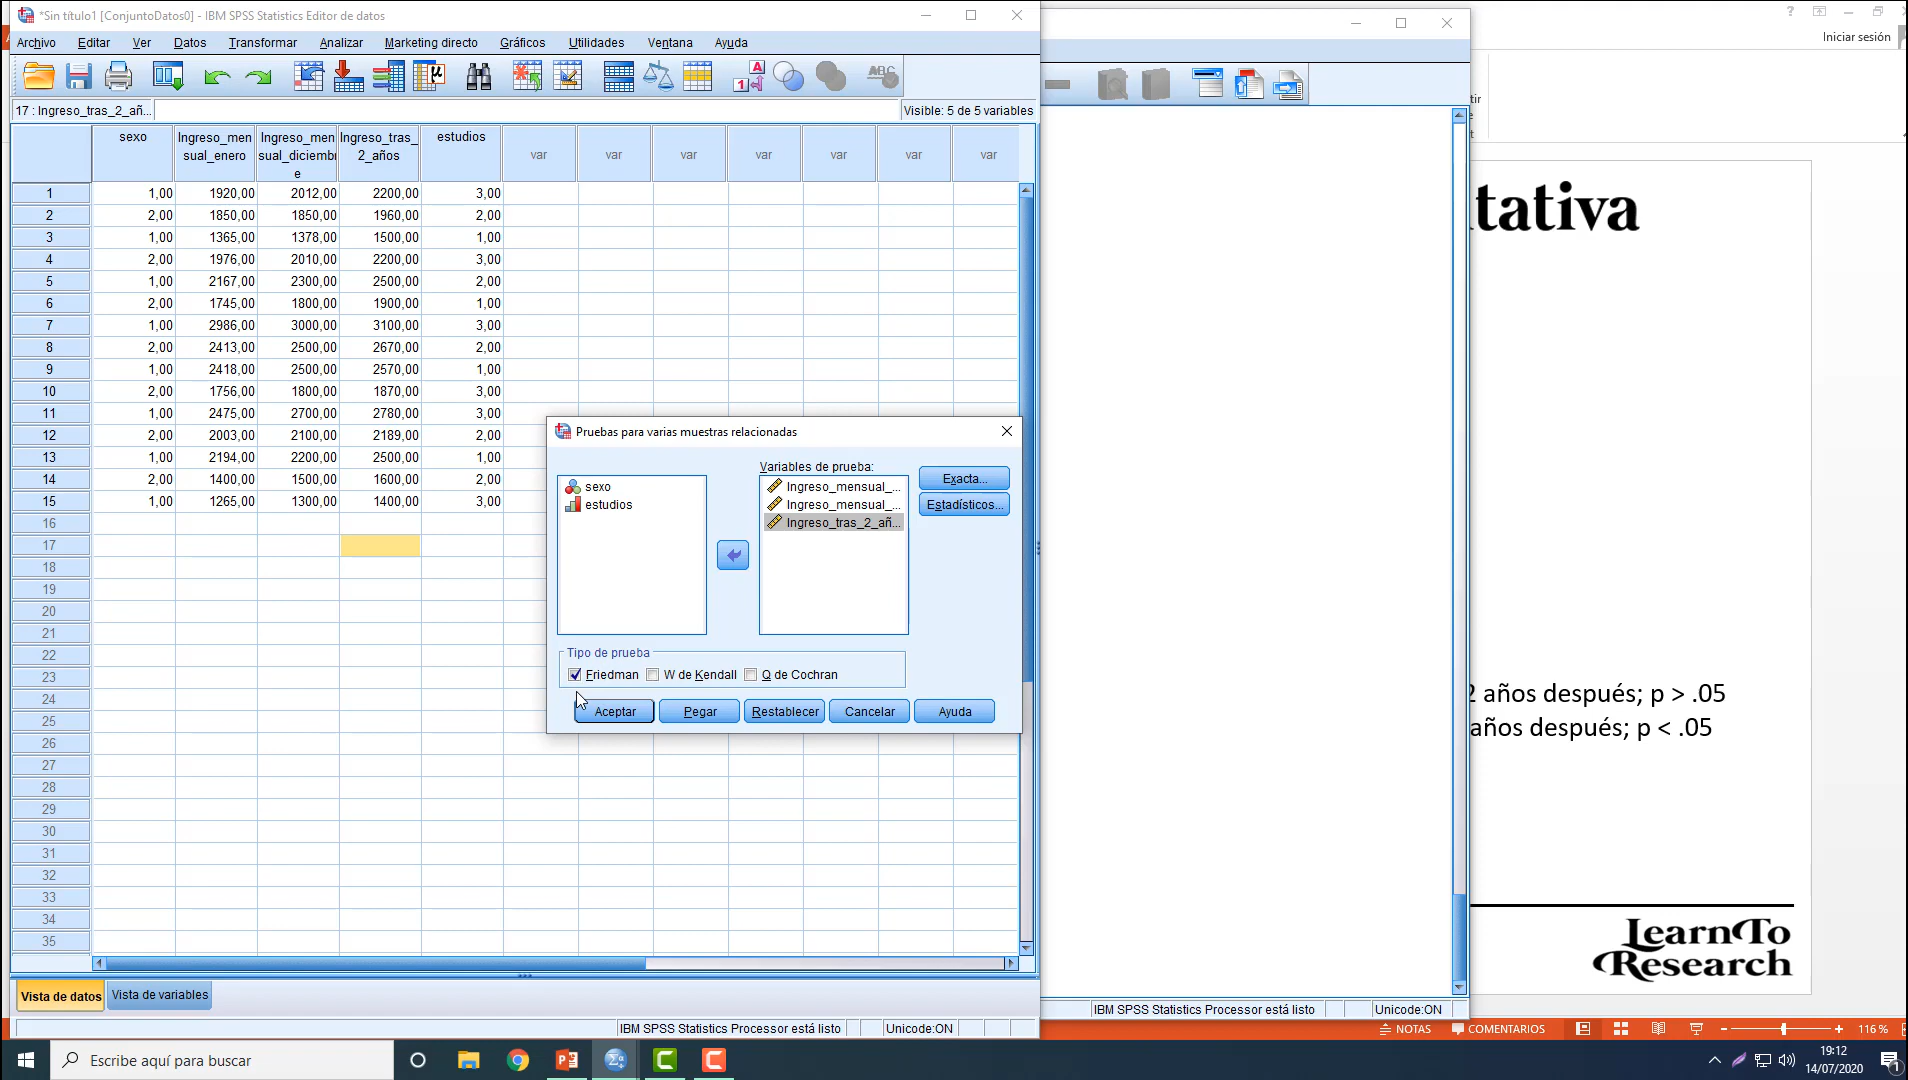 *Sin título1 [ConjuntoDatos0] - IBM SPSS Statistics Editor de datos
Archivo Editar Ver Datos Transformar Analizar Marketing directo Gráficos Utilidades Ventana Ayuda
Iniciar sesión
17 : Ingreso_tras_2_añ...
Visible: 5 de 5 variables
sexo Ingreso_men Ingreso_men Ingreso_tras_ estudios
sual_enero sual_diciembr 2_años var var var var var var var
e
1 1,00 1920,00 2012,00 2200,00 3,00
2 2,00 1850,00 1850,00 1960,00 2,00
3 1,00 1365,00 1378,00 1500,00 1,00
4 2,00 1976,00 2010,00 2200,00 3,00
5 1,00 2167,00 2300,00 2500,00 2,00
6 2,00 1745,00 1800,00 1900,00 1,00
7 1,00 2986,00 3000,00 3100,00 3,00
8 2,00 2413,00 2500,00 2670,00 2,00
9 1,00 2418,00 2500,00 2570,00 1,00
10 2,00 1756,00 1800,00 1870,00 3,00
11 1,00 2475,00 2700,00 2780,00 3,00
12 2,00 2003,00 2100,00 2189,00 2,00
13 1,00 2194,00 2200,00 2500,00 1,00
14 2,00 1400,00 1500,00 1600,00 2,00
15 1,00 1265,00 1300,00 1400,00 3,00
16
17
18
19
20
21
22
23
24
25
26
27
28
29
30
31
32
33
34
35
Pruebas para varias muestras relacionadas
Variables de prueba:
sexo
estudios
Ingreso_mensual_...
Ingreso_mensual_...
Ingreso_tras_2_añ...
Exacta...
Estadísticos...
Tipo de prueba
Friedman W de Kendall Q de Cochran
Aceptar Pegar Restablecer Cancelar Ayuda
tativa
2 años después; p > .05
años después; p < .05
LearnTo
Research
Vista de datos Vista de variables
IBM SPSS Statistics Processor está listo Unicode:ON
IBM SPSS Statistics Processor está listo Unicode:ON
NOTAS COMENTARIOS 116 %
Escribe aquí para buscar
19:12
14/07/2020